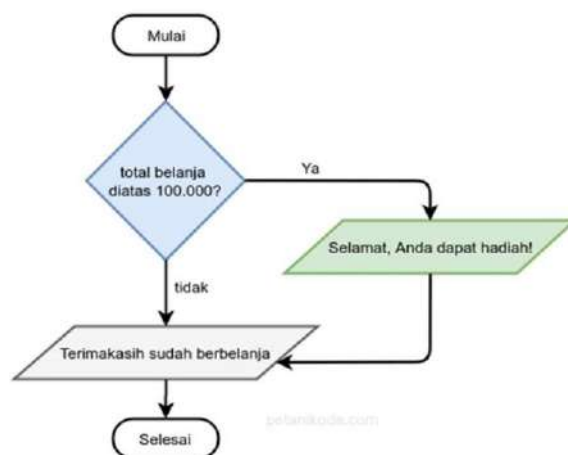 Mulai
total belanja
diatas 100.000?
Ya
Selamat, Anda dapat hadiah!
tidak
Terimakasih sudah berbelanja
petanikode.com
Selesai